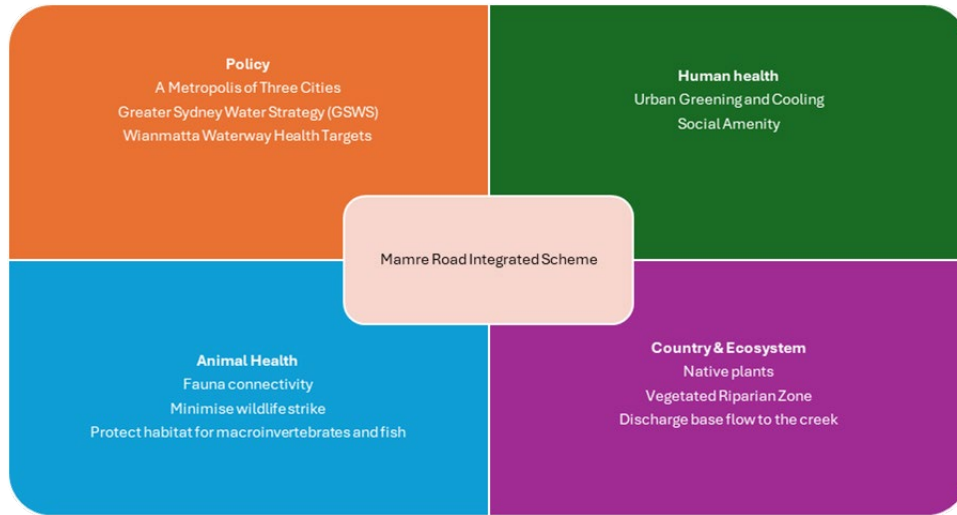 Policy
A Metropolis of Three Cities
Greater Sydney Water Strategy (GSWS)
Wianmatta Waterway Health Targets
Human health
Urban Greening and Cooling
Social Amenity
Mamre Road Integrated Scheme
Animal Health
Fauna connectivity
Minimise wildlife strike
Protect habitat for macroinvertebrates and fish
Country & Ecosystem
Native plants
Vegetated Riparian Zone
Discharge base flow to the creek